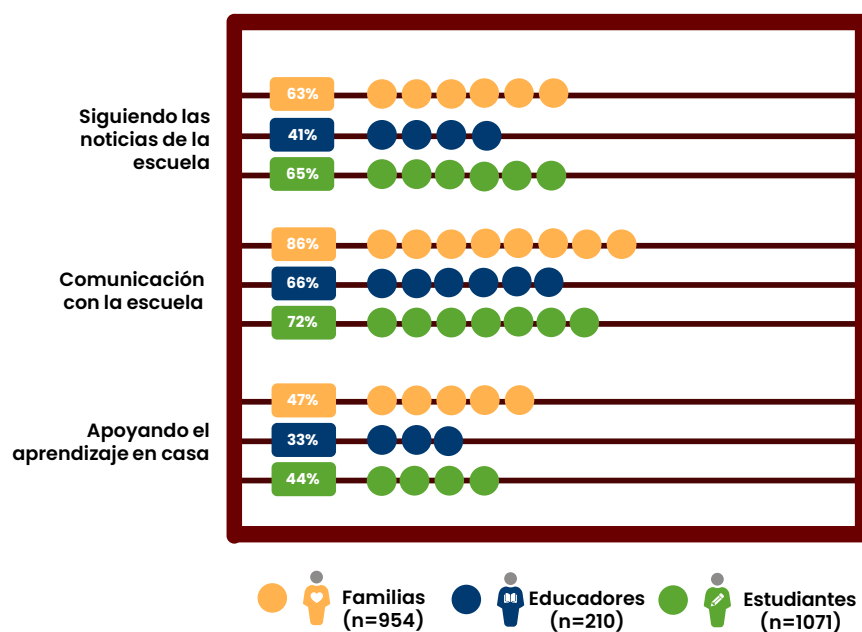 63%
Siguiendo las
noticias de la
escuela
41%
65%
86%
Comunicación
con la escuela
66%
72%
47%
Apoyando el
aprendizaje en casa
33%
44%
Familias
(n=954)
Educadores
(n=210)
Estudiantes
(n=1071)